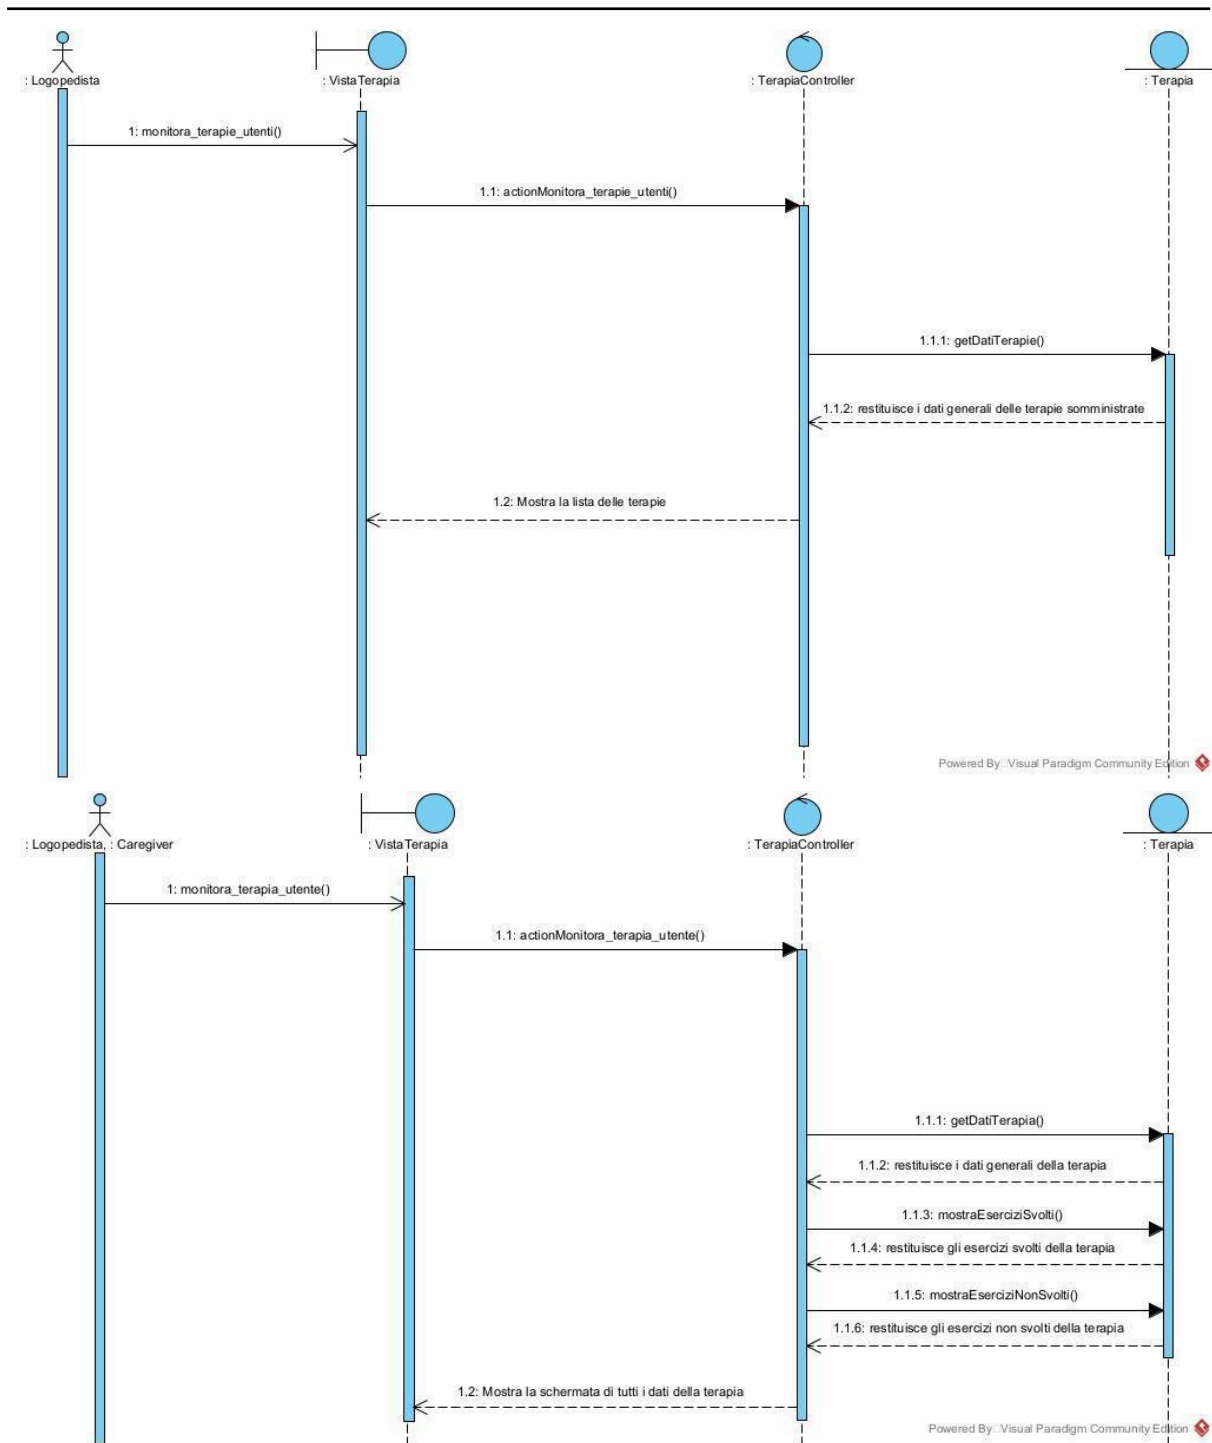 : Logopedista
: VistaTerapia
: TerapiaController
: Terapia
1: monitora_terapie_utenti()
1.1: actionMonitora_terapie_utenti()
1.1.1: getDatiTerapie()
1.1.2: restituisce i dati generali delle terapie somministrate
1.2: Mostra la lista delle terapie
Powered By Visual Paradigm Community Edition
: Logopedista, : Caregiver
: VistaTerapia
: TerapiaController
: Terapia
1: monitora_terapia_utente()
1.1: actionMonitora_terapia_utente()
1.1.1: getDatiTerapia()
1.1.2: restituisce i dati generali della terapia
1.1.3: mostraEserciziSvolti()
1.1.4: restituisce gli esercizi svolti della terapia
1.1.5: mostraEserciziNonSvolti()
1.1.6: restituisce gli esercizi non svolti della terapia
1.2: Mostra la schermata di tutti i dati della terapia
Powered By Visual Paradigm Community Edition